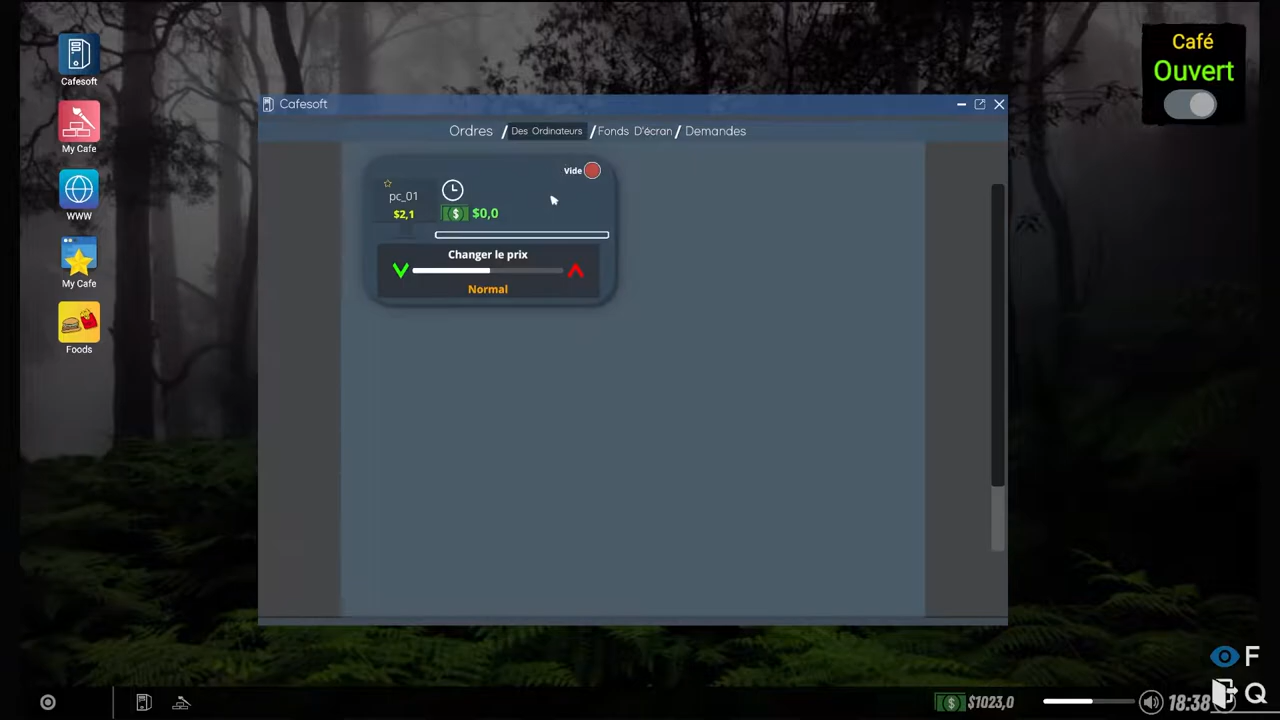 Café
Ouvert
Cafesoft
My Cafe
WWW
My Cafe
Foods
Cafesoft
Ordres / Des Ordinateurs / Fonds D'écran / Demandes
Vide
pc_01
$2,1
$0,0
Changer le prix
Normal
F
Q
$1023,0
18:38